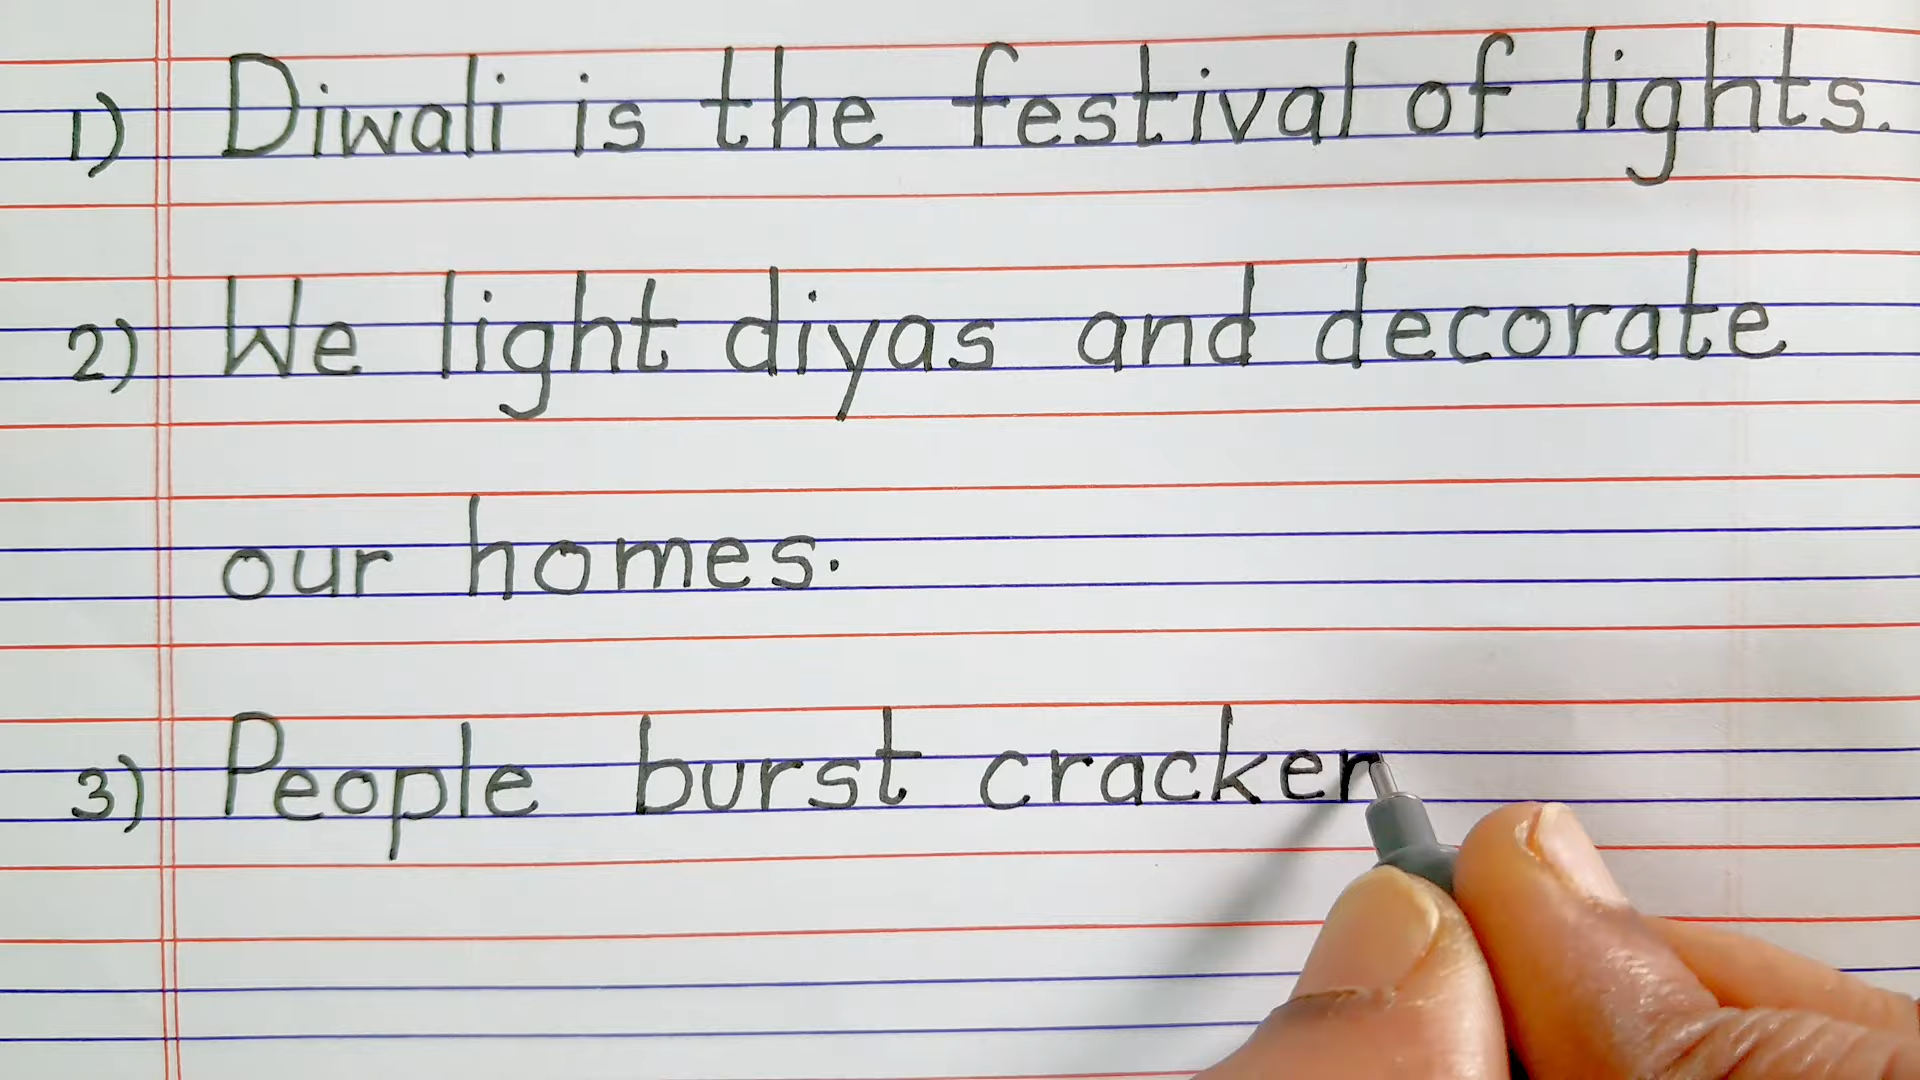 1) Diwali is the festival of lights.
2) We light diyas and decorate
our homes.
3) People burst cracker